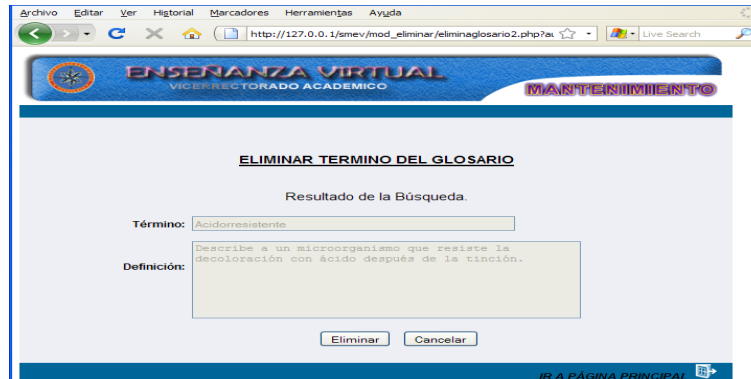 Archivo Editar Ver Historial Marcadores Herramientas Ayuda
http://127.0.0.1/smev/mod_eliminar/eliminaglosario2.php?au Live Search
ENSEÑANZA VIRTUAL
VICERRECTORADO ACADEMICO
MANTENIMIENTO
ELIMINAR TERMINO DEL GLOSARIO
Resultado de la Búsqueda.
Término: Acidorresistente
Definición: Describe a un microorganismo que resiste la
decoloración con ácido después de la tinción.
Eliminar Cancelar
IR A PÁGINA PRINCIPAL